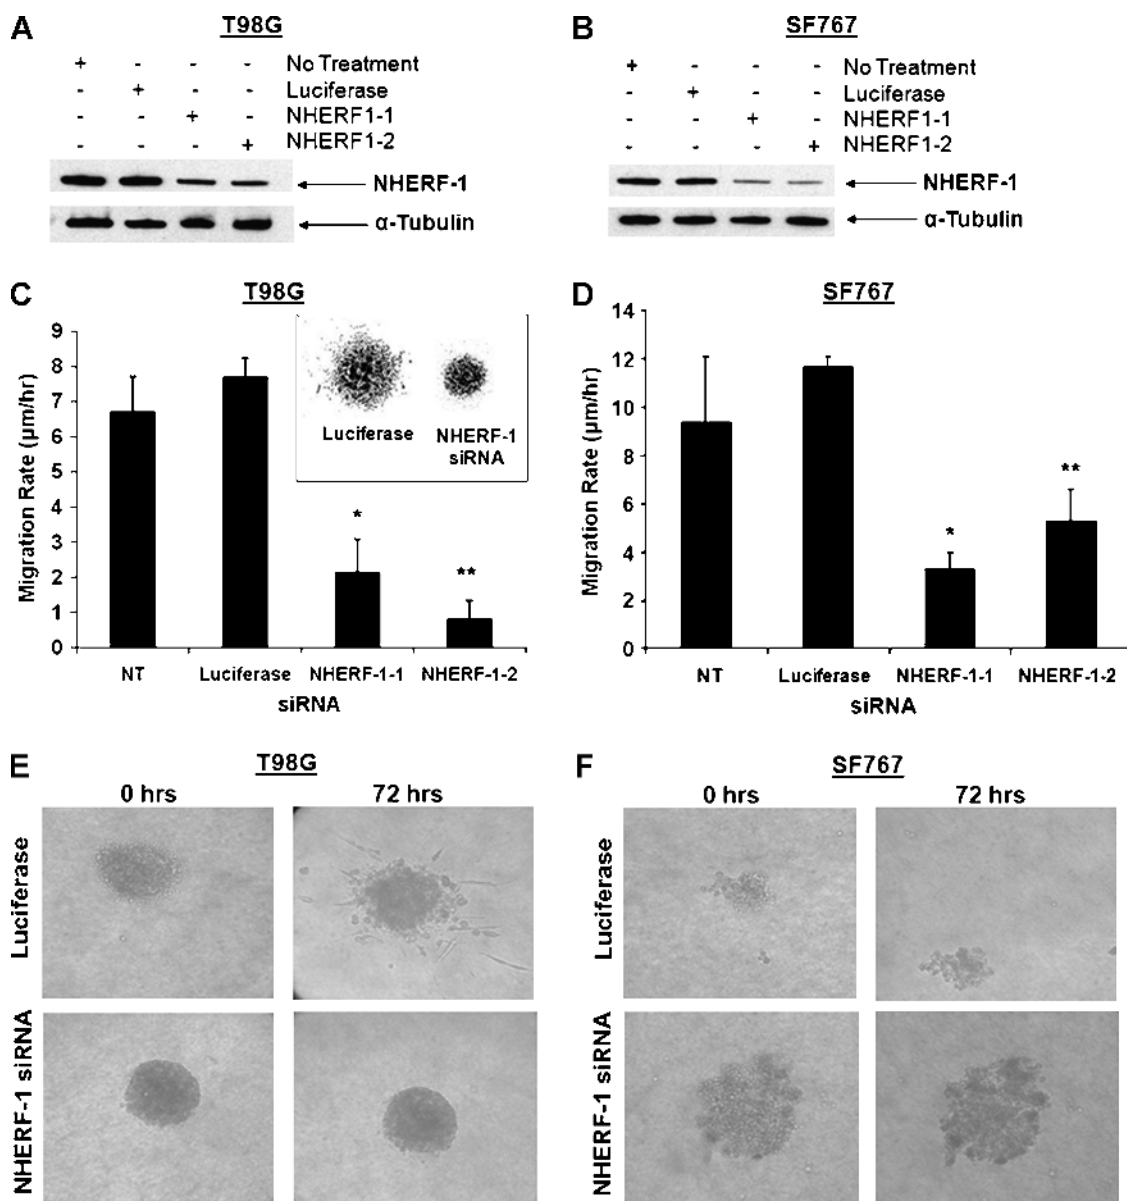 A
T98G
+ - - - No Treatment
- + - - Luciferase
- - + - NHERF1-1
- - - + NHERF1-2
NHERF-1
α-Tubulin
B
SF767
+ - - - No Treatment
- + - - Luciferase
- - + - NHERF1-1
- - - + NHERF1-2
NHERF-1
α-Tubulin
C
T98G
Migration Rate (µm/hr)
9
8
7
6
5
4
3
2
1
0
Luciferase
NHERF-1
siRNA
*
**
NT Luciferase NHERF-1-1 NHERF-1-2
siRNA
D
SF767
Migration Rate (µm/hr)
14
12
10
8
6
4
2
0
*
**
NT Luciferase NHERF-1-1 NHERF-1-2
siRNA
E
T98G
0 hrs 72 hrs
Luciferase
NHERF-1 siRNA
F
SF767
0 hrs 72 hrs
Luciferase
NHERF-1 siRNA